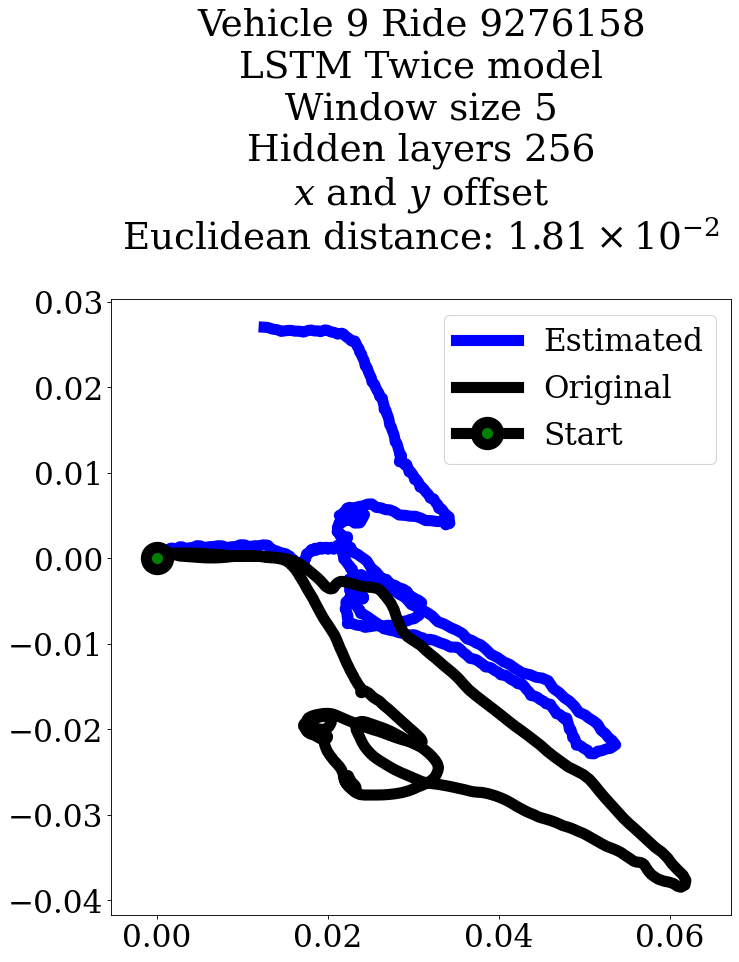 Vehicle 9 Ride 9276158
LSTM Twice model
Window size 5
Hidden layers 256
x and y offset
Euclidean distance: 1.81 × 10⁻²
Estimated
Original
Start
0.03
0.02
0.01
0.00
−0.01
−0.02
−0.03
−0.04
0.00 0.02 0.04 0.06